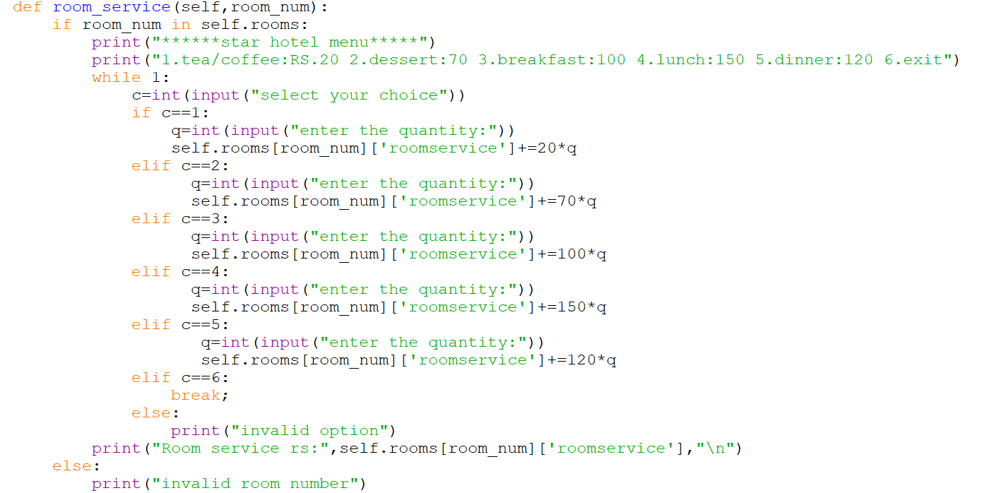 def room_service(self,room_num):
    if room_num in self.rooms:
        print("******star hotel menu*****")
        print("1.tea/coffee:RS.20 2.dessert:70 3.breakfast:100 4.lunch:150 5.dinner:120 6.exit")
        while 1:
            c=int(input("select your choice"))
            if c==1:
                q=int(input("enter the quantity:"))
                self.rooms[room_num]['roomservice']+=20*q
            elif c==2:
                  q=int(input("enter the quantity:"))
                  self.rooms[room_num]['roomservice']+=70*q
            elif c==3:
                  q=int(input("enter the quantity:"))
                  self.rooms[room_num]['roomservice']+=100*q
            elif c==4:
                  q=int(input("enter the quantity:"))
                  self.rooms[room_num]['roomservice']+=150*q
            elif c==5:
                   q=int(input("enter the quantity:"))
                   self.rooms[room_num]['roomservice']+=120*q
            elif c==6:
                break;
            else:
                print("invalid option")
        print("Room service rs:",self.rooms[room_num]['roomservice'],"\n")
    else:
        print("invalid room number")